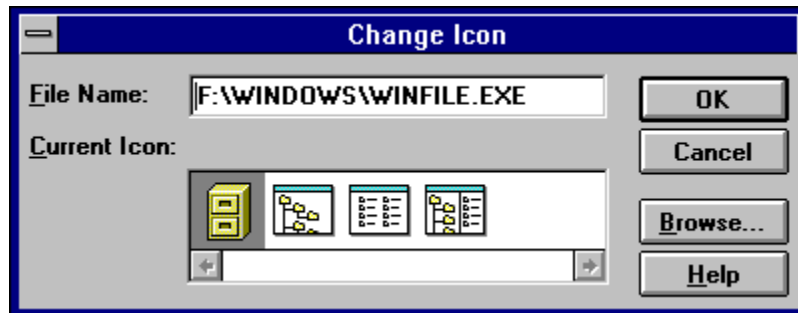 Change Icon
File Name: F:\WINDOWS\WINFILE.EXE
OK
Current Icon:
Cancel
Browse...
Help